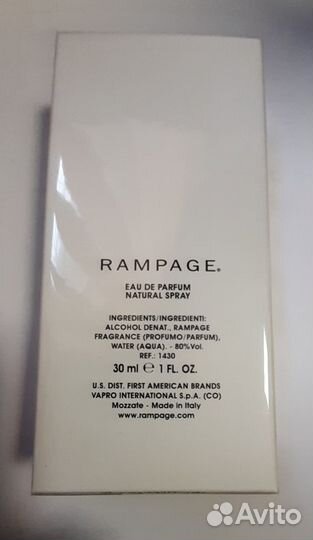 RAMPAGE®
EAU DE PARFUM
NATURAL SPRAY
INGREDIENTS/INGREDIENTI:
ALCOHOL DENAT., RAMPAGE
FRAGRANCE (PROFUMO/PARFUM),
WATER (AQUA). - 80%Vol.
REF.: 1430
30 ml ℮ 1 FL. OZ.
U.S. DIST. FIRST AMERICAN BRANDS
VAPRO INTERNATIONAL S.p.A. (CO)
Mozzate - Made in Italy
www.rampage.com
Avito